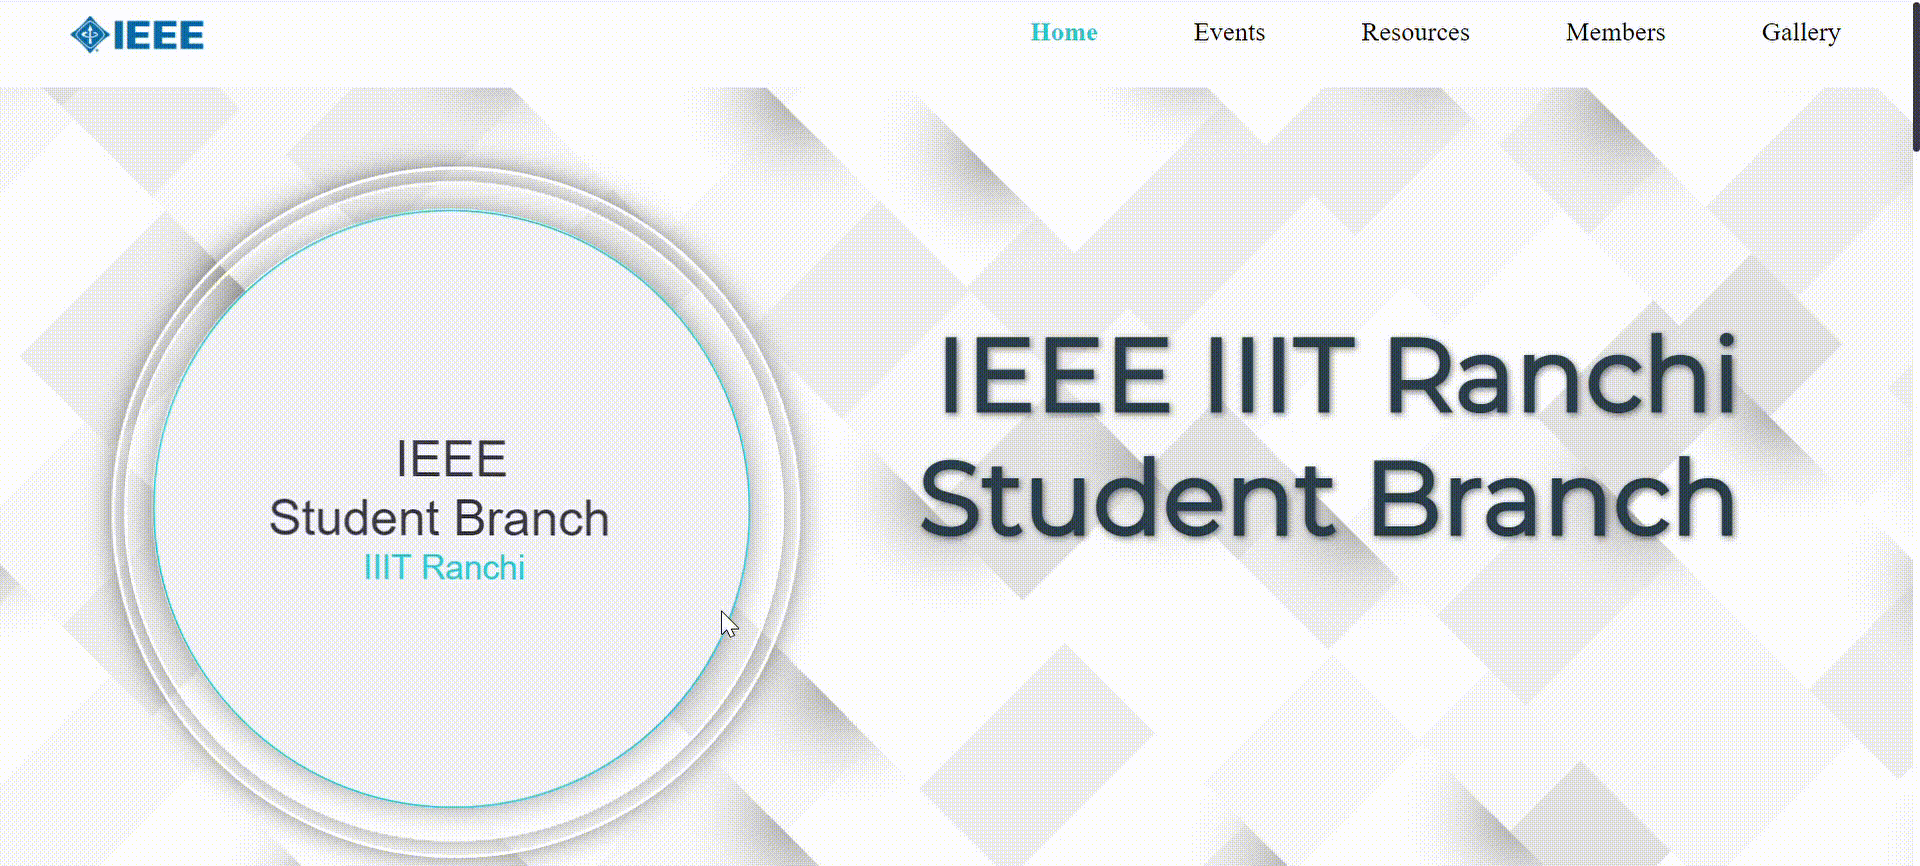 IEEE
Home
Events
Resources
Members
Gallery
IEEE
Student Branch
IIIT Ranchi
IEEE IIIT Ranchi
Student Branch